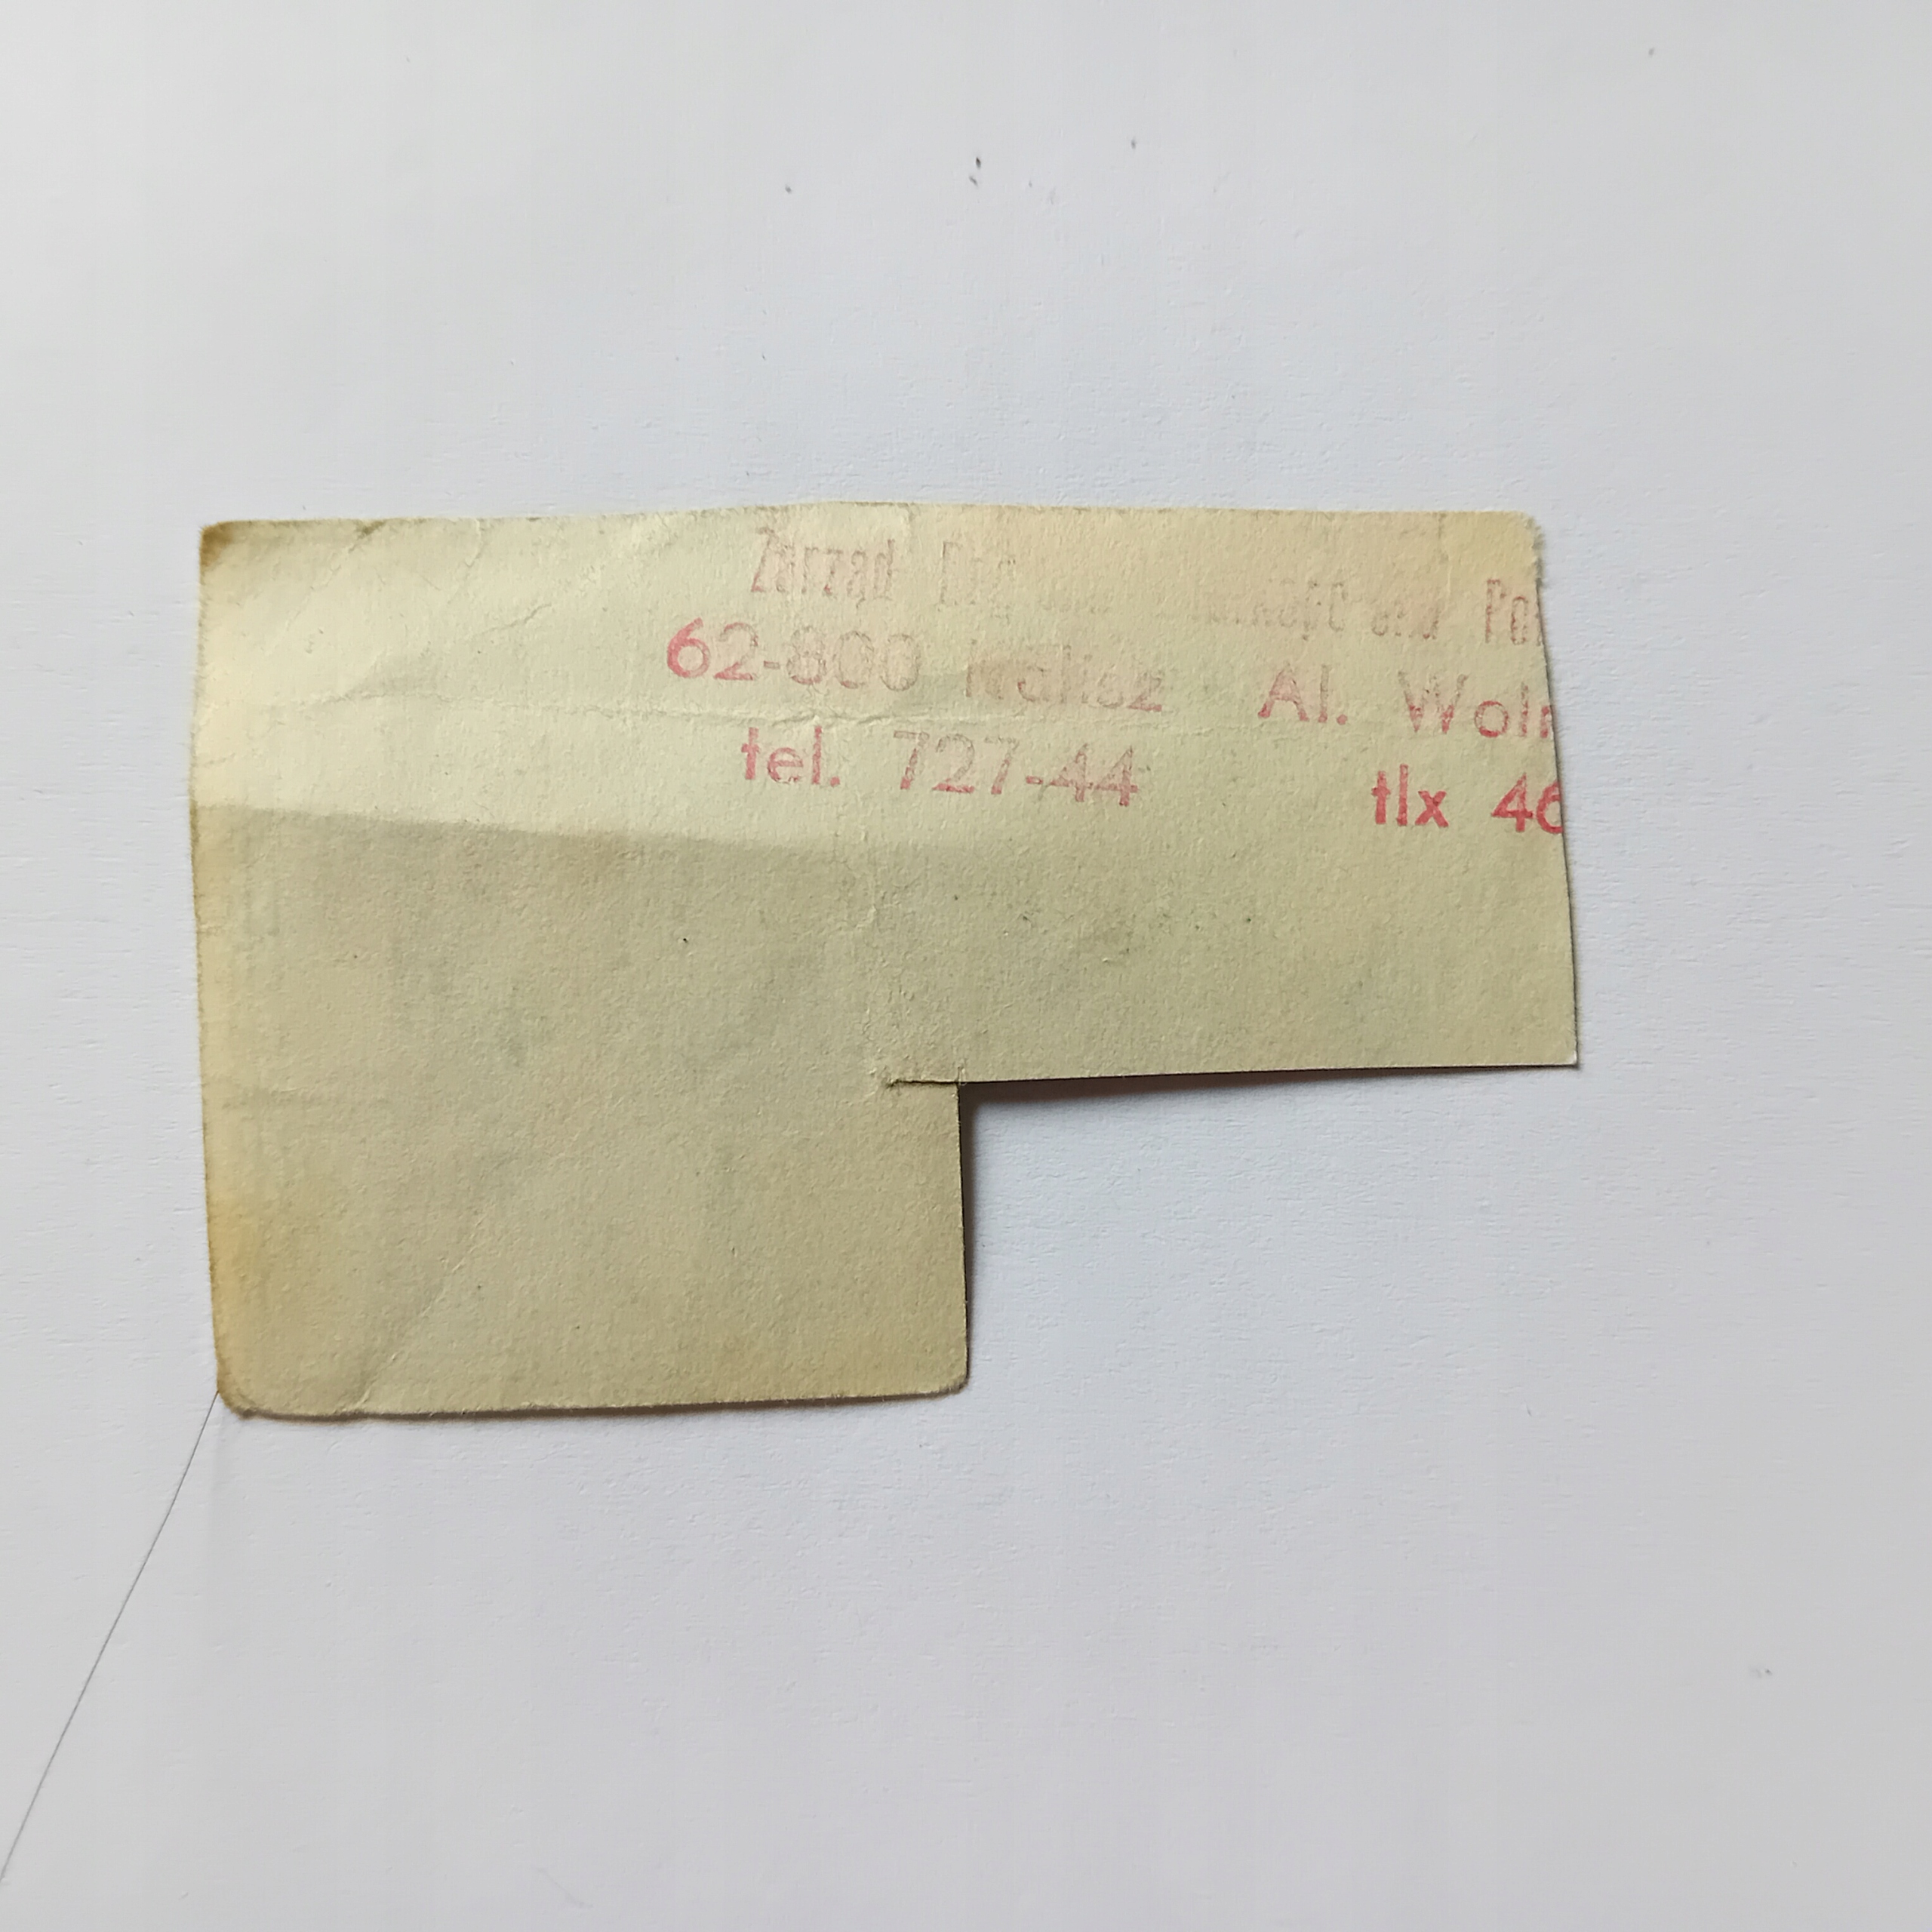 Zarząd
62-800 Kalisz Al. Woln
tel. 727-44 tlx 46